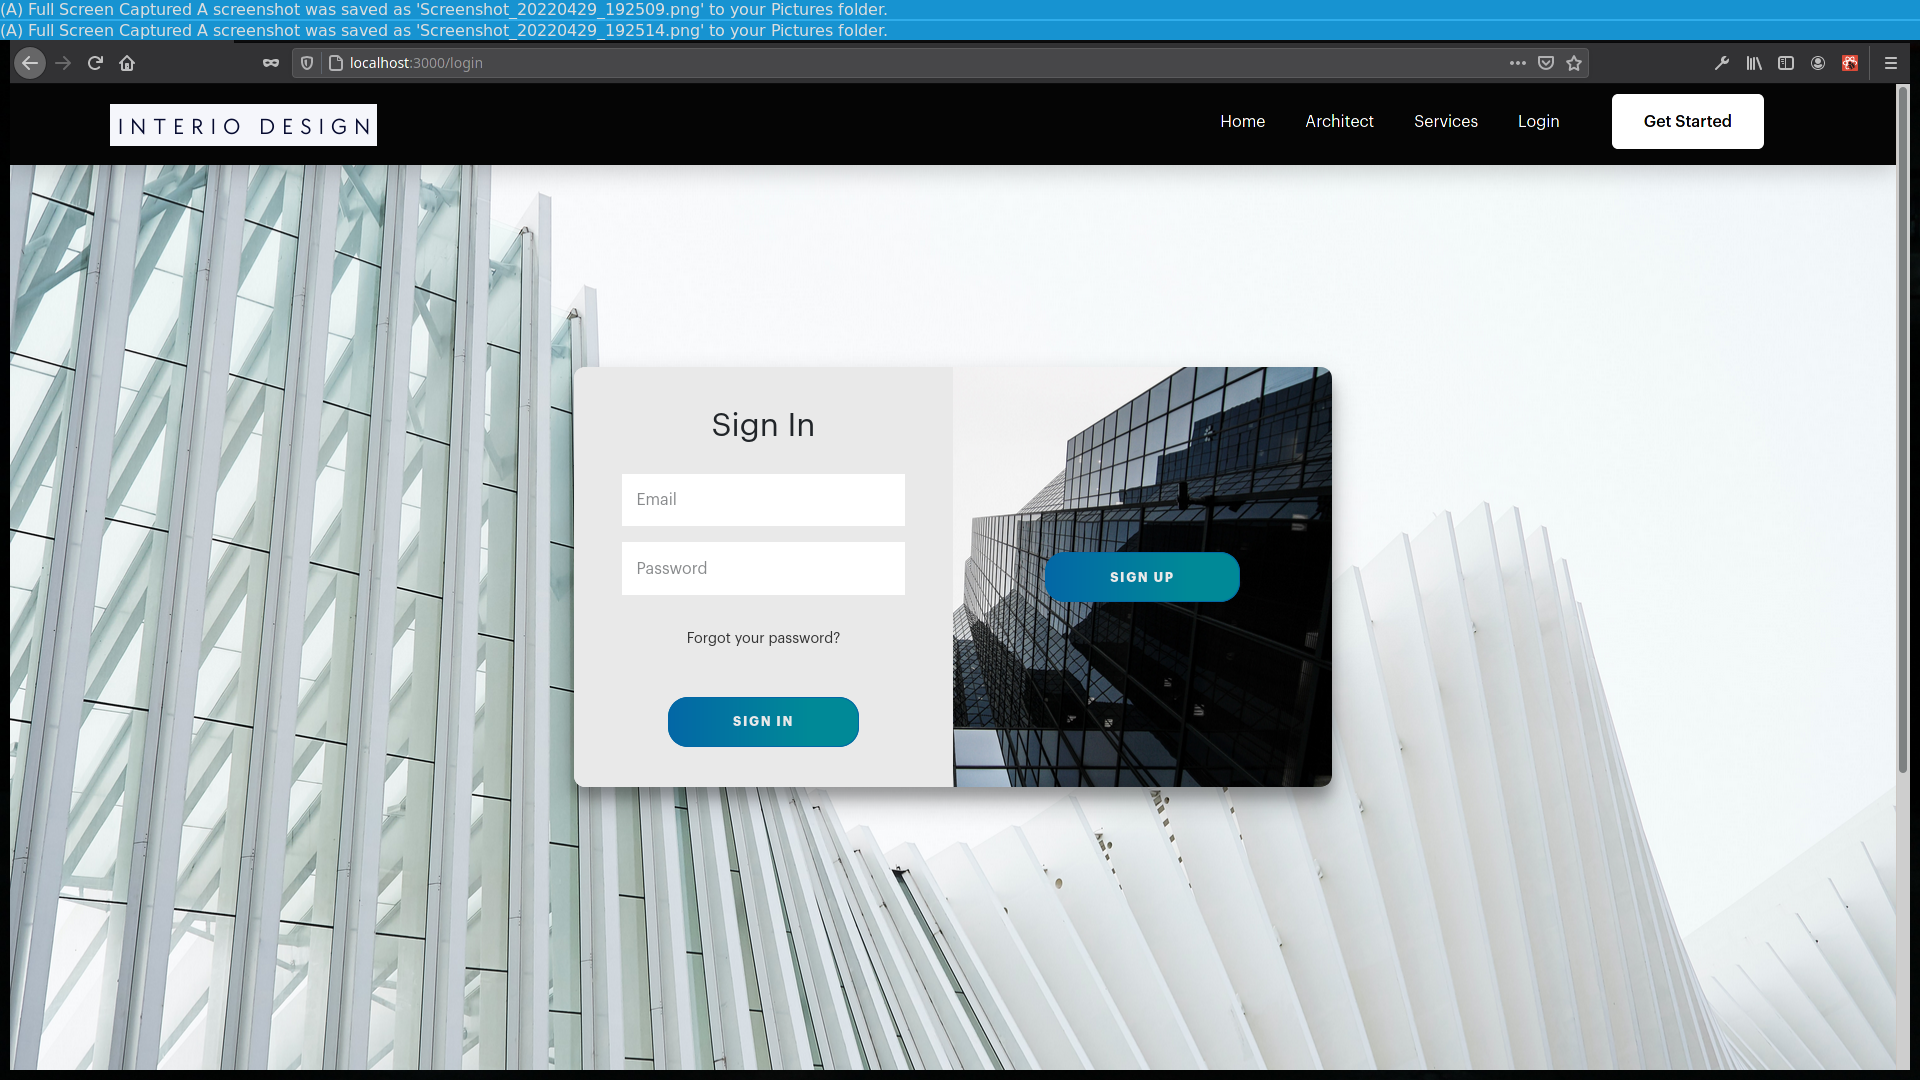 (A) Full Screen Captured A screenshot was saved as 'Screenshot_20220429_192509.png' to your Pictures folder.
(A) Full Screen Captured A screenshot was saved as 'Screenshot_20220429_192514.png' to your Pictures folder.
localhost:3000/login
INTERIO DESIGN
Home Architect Services Login Get Started
Sign In
Email
Password
SIGN UP
Forgot your password?
SIGN IN